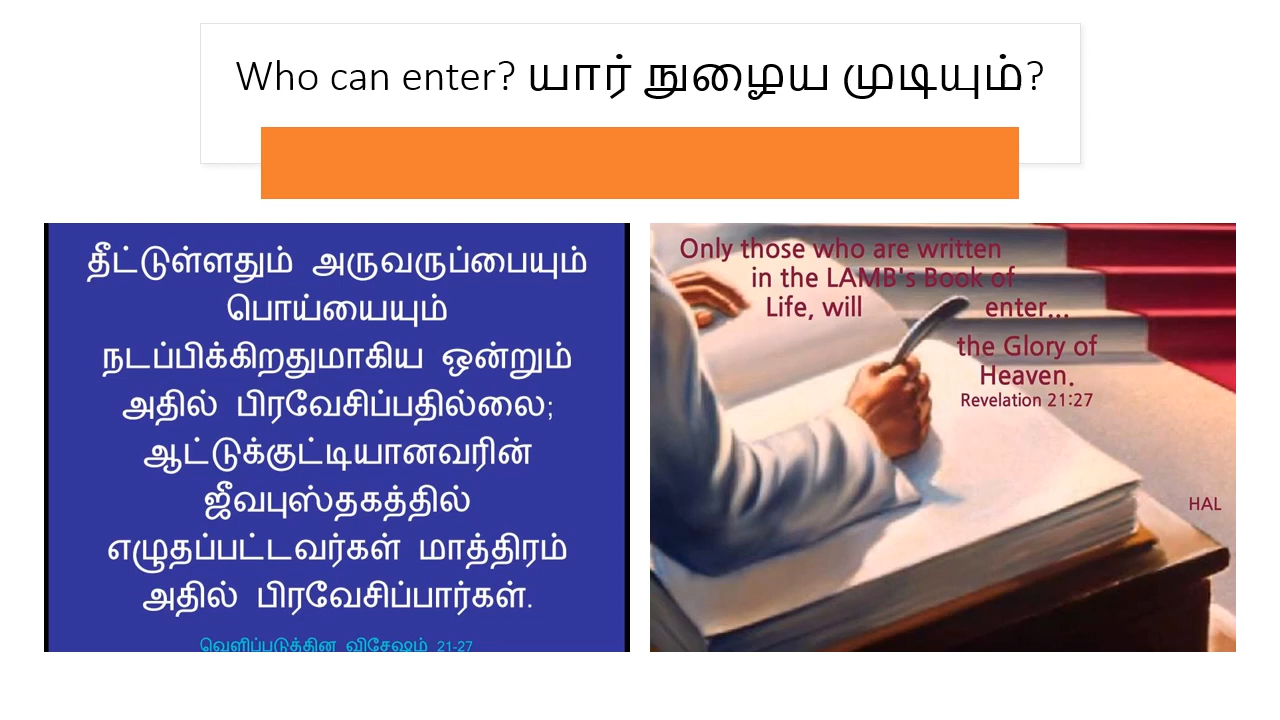 Who can enter? யார் நுழைய முடியும்?
தீட்டுள்ளதும் அருவருப்பையும்
பொய்யையும்
நடப்பிக்கிறதுமாகிய ஒன்றும்
அதில் பிரவேசிப்பதில்லை;
ஆட்டுக்குட்டியானவரின்
ஜீவபுஸ்தகத்தில்
எழுதப்பட்டவர்கள் மாத்திரம்
அதில் பிரவேசிப்பார்கள்.
வெளிப்படுத்தின விசேஷம் 21-27
Only those who are written
in the LAMB's Book of
Life, will enter...
the Glory of
Heaven.
Revelation 21:27
HAL